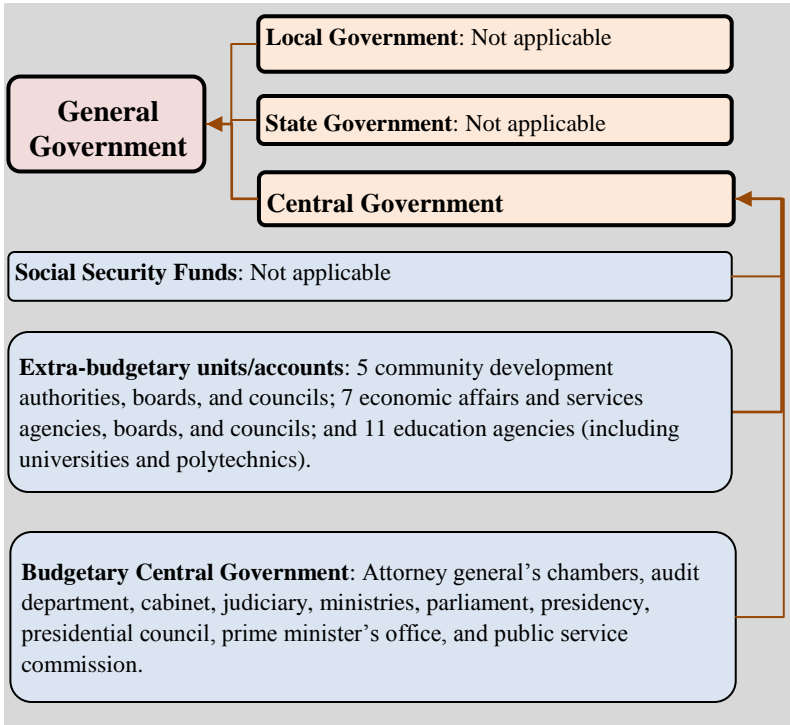 Local Government: Not applicable
General
Government
State Government: Not applicable
Central Government
Social Security Funds: Not applicable
Extra-budgetary units/accounts: 5 community development
authorities, boards, and councils; 7 economic affairs and services
agencies, boards, and councils; and 11 education agencies (including
universities and polytechnics).
Budgetary Central Government: Attorney general’s chambers, audit
department, cabinet, judiciary, ministries, parliament, presidency,
presidential council, prime minister’s office, and public service
commission.